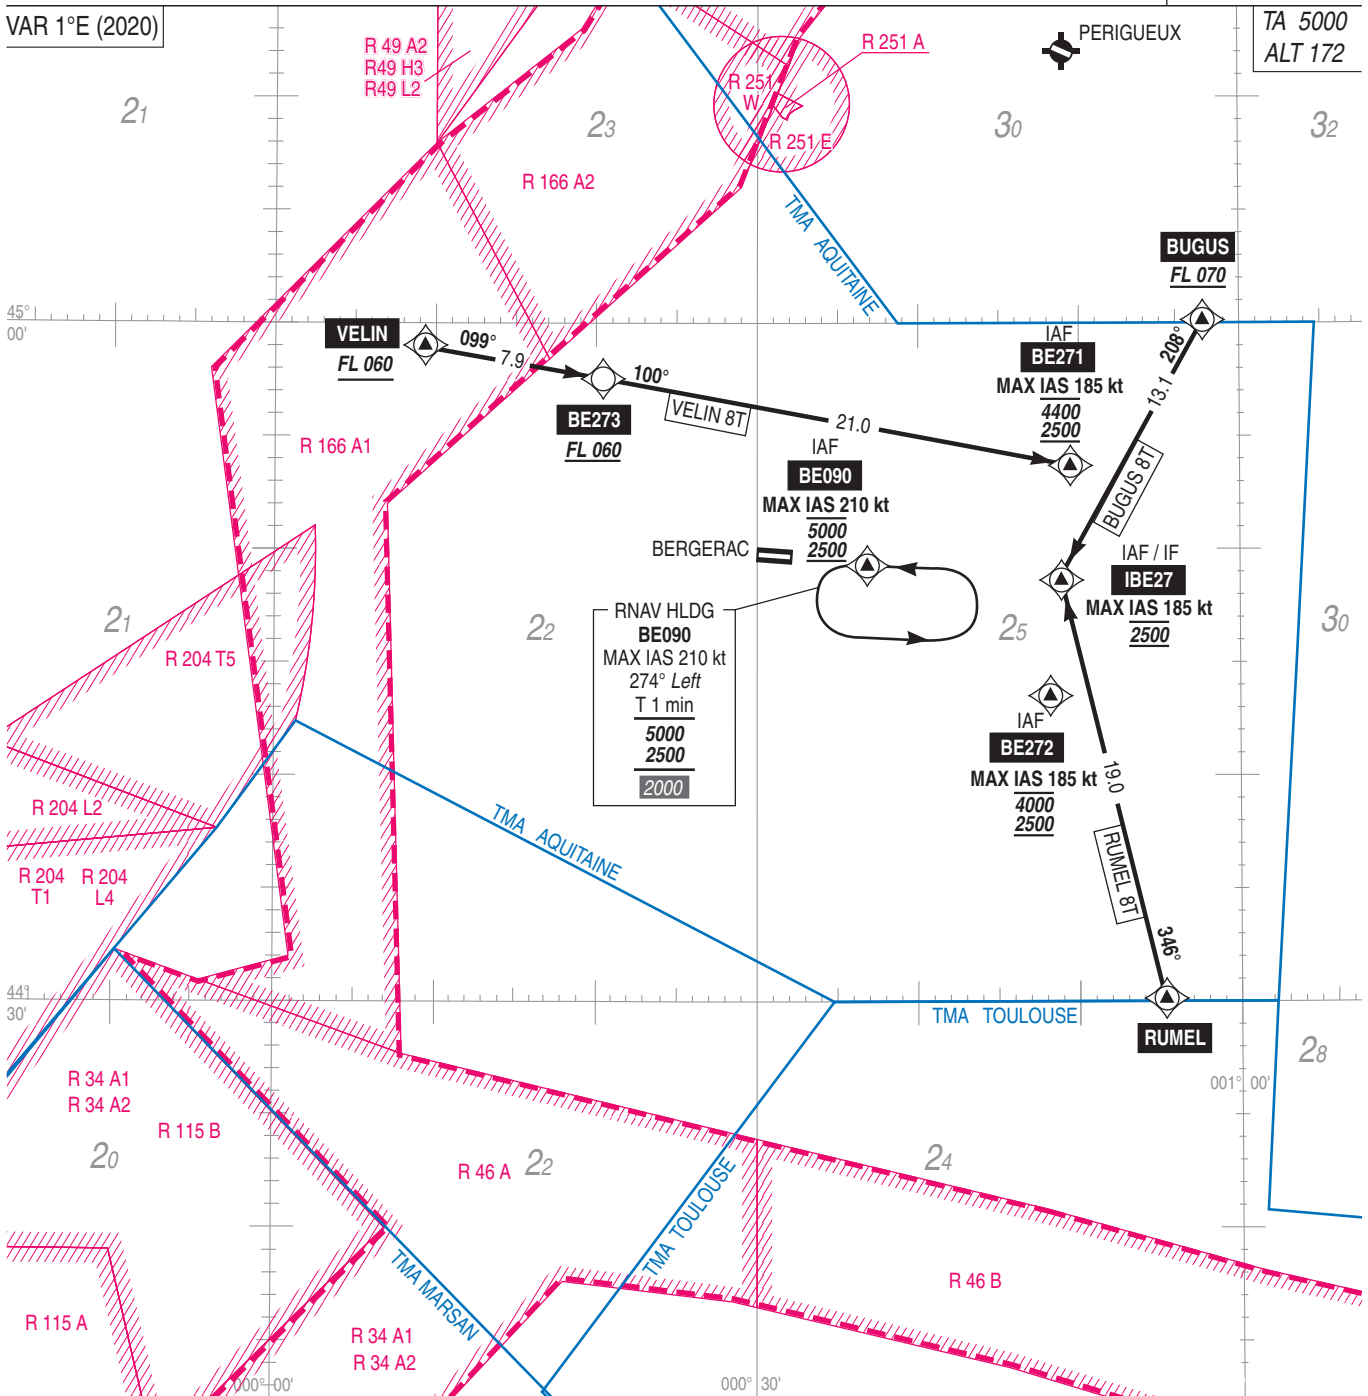 VAR 1°E (2020)
TA 5000
ALT 172
PERIGUEUX
R 49 A2
R49 H3
R49 L2
R 251 A
R 251
W
R 251 E
21
23
30
32
R 166 A2
TMA AQUITAINE
BUGUS
FL 070
45°
00'
VELIN
FL 060
099°
7.9
100°
BE273
FL 060
VELIN 8T
21.0
IAF
BE271
MAX IAS 185 kt
4400
2500
208°
13.1
BUGUS 8T
R 166 A1
IAF
BE090
MAX IAS 210 kt
5000
2500
BERGERAC
IAF / IF
IBE27
MAX IAS 185 kt
2500
RNAV HLDG
BE090
MAX IAS 210 kt
274° Left
T 1 min
5000
2500
2000
21
22
25
30
R 204 T5
IAF
BE272
MAX IAS 185 kt
4000
2500
19.0
RUMEL 8T
346°
R 204 L2
R 204
T1
R 204
L4
TMA AQUITAINE
44°
30'
TMA TOULOUSE
RUMEL
28
001° 00'
R 34 A1
R 34 A2
R 115 B
20
R 46 A
22
24
TMA TOULOUSE
R 46 B
TMA MARSAN
R 115 A
R 34 A1
R 34 A2
000° 00'
000° 30'